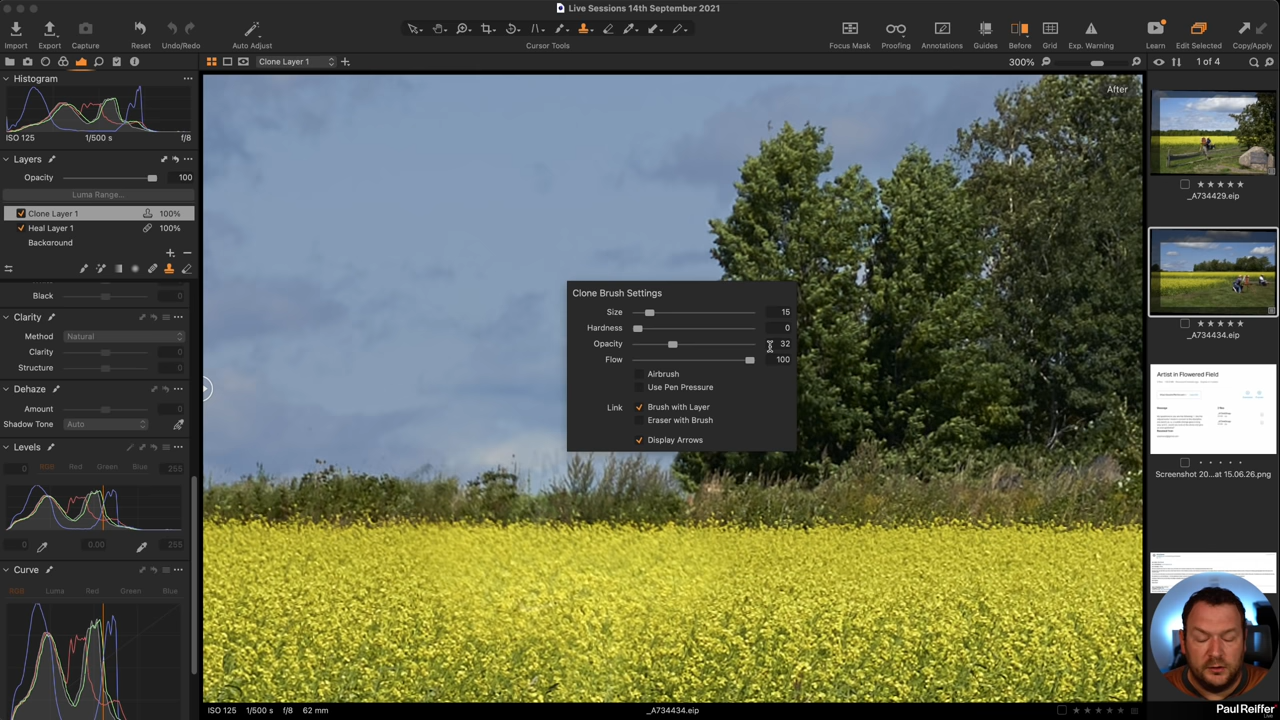 Live Sessions 14th September 2021
Import Export Capture Reset Undo/Redo Auto Adjust Cursor Tools Focus Mask Proofing Annotations Guides Before Grid Exp. Warning Learn Edit Selected Copy/Apply
Clone Layer 1
300%
1 of 4
Histogram
ISO 125 1/500 s f/8
Layers
Opacity 100
Luma Range...
Clone Layer 1 100%
Heal Layer 1 100%
Background
Black 0
Clarity
Method Natural
Clarity 0
Structure 0
Dehaze
Amount 0
Shadow Tone Auto
Levels
0 RGB Red Green Blue 255
0 0.00 255
Curve
RGB Luma Red Green Blue
After
Clone Brush Settings
Size 15
Hardness 0
Opacity 32
Flow 100
Airbrush
Use Pen Pressure
Link Brush with Layer
Eraser with Brush
Display Arrows
ISO 125 1/500 s f/8 62 mm
_A734434.eip
_A734429.eip
_A734434.eip
Artist in Flowered Field
Screenshot 20...at 15.06.26.png
Paul Reiffer
Live